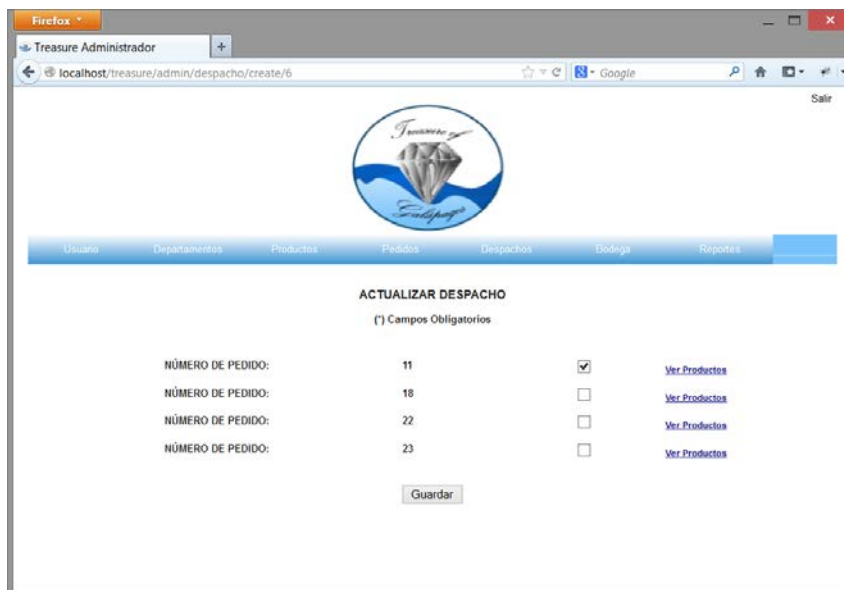 Firefox
Treasure Administrador +
localhost/treasure/admin/despacho/create/6
Google
Salir
Treasure of
Galápagos
Usuario Departamentos Productos Pedidos Despachos Bodega Reportes
ACTUALIZAR DESPACHO
(*) Campos Obligatorios
NÚMERO DE PEDIDO: 11 Ver Productos
NÚMERO DE PEDIDO: 18 Ver Productos
NÚMERO DE PEDIDO: 22 Ver Productos
NÚMERO DE PEDIDO: 23 Ver Productos
Guardar